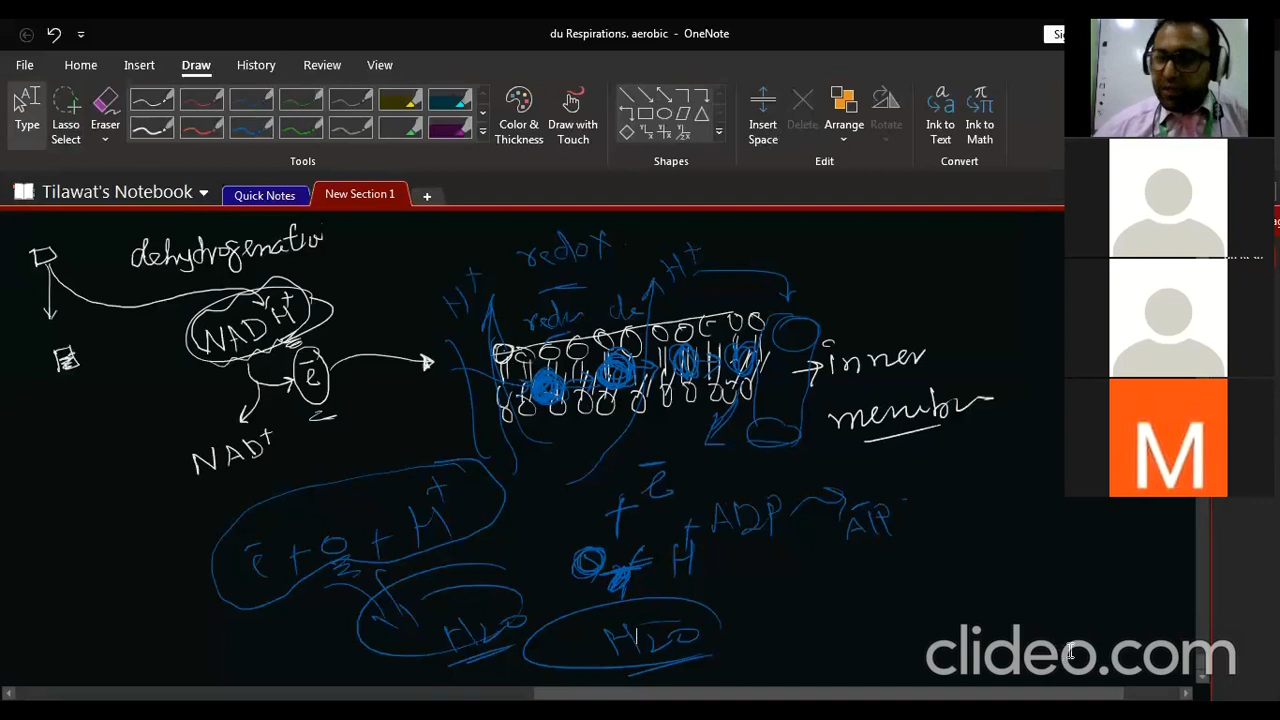 du Respirations. aerobic - OneNote
File Home Insert Draw History Review View
Type
Lasso Select
Eraser
Color & Thickness
Draw with Touch
Insert Space
Delete
Arrange
Rotate
Ink to Text
Ink to Math
Tools
Shapes
Edit
Convert
Tilawat's Notebook
Quick Notes
New Section 1
dehydrogenatio
redox
H+
H+
NADH+
e-
inner
NAD+
e-
e- + O + H+
+
+ ADP
H
H2O
H2O
M
clideo.com